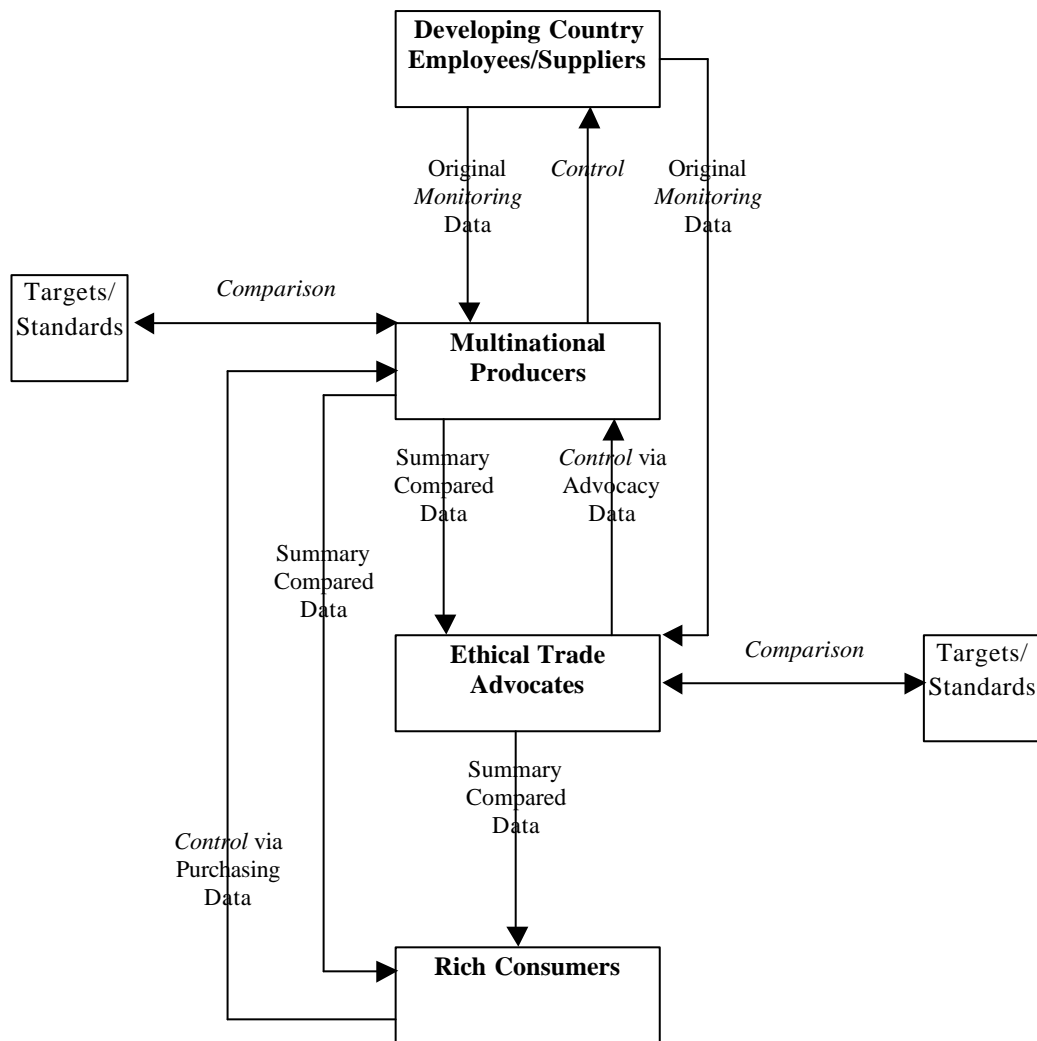 Developing Country
Employees/Suppliers
Original
Monitoring
Data
Control
Original
Monitoring
Data
Targets/
Standards
Comparison
Multinational
Producers
Summary
Compared
Data
Control via
Advocacy
Data
Summary
Compared
Data
Ethical Trade
Advocates
Comparison
Targets/
Standards
Summary
Compared
Data
Control via
Purchasing
Data
Rich Consumers